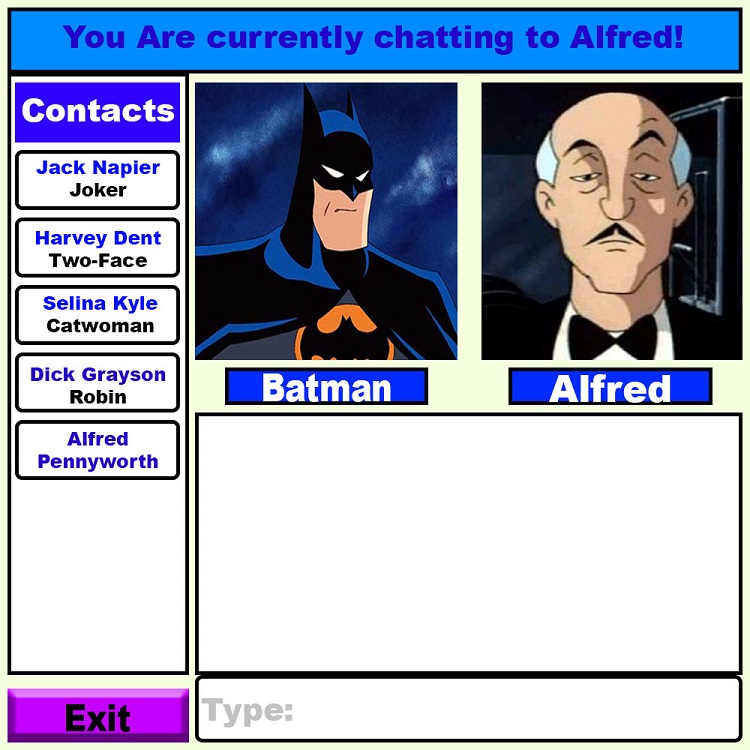 You Are currently chatting to Alfred!
Contacts
Jack Napier
Joker
Harvey Dent
Two-Face
Selina Kyle
Catwoman
Dick Grayson
Robin
Alfred
Pennyworth
Exit
Batman
Alfred
Type: